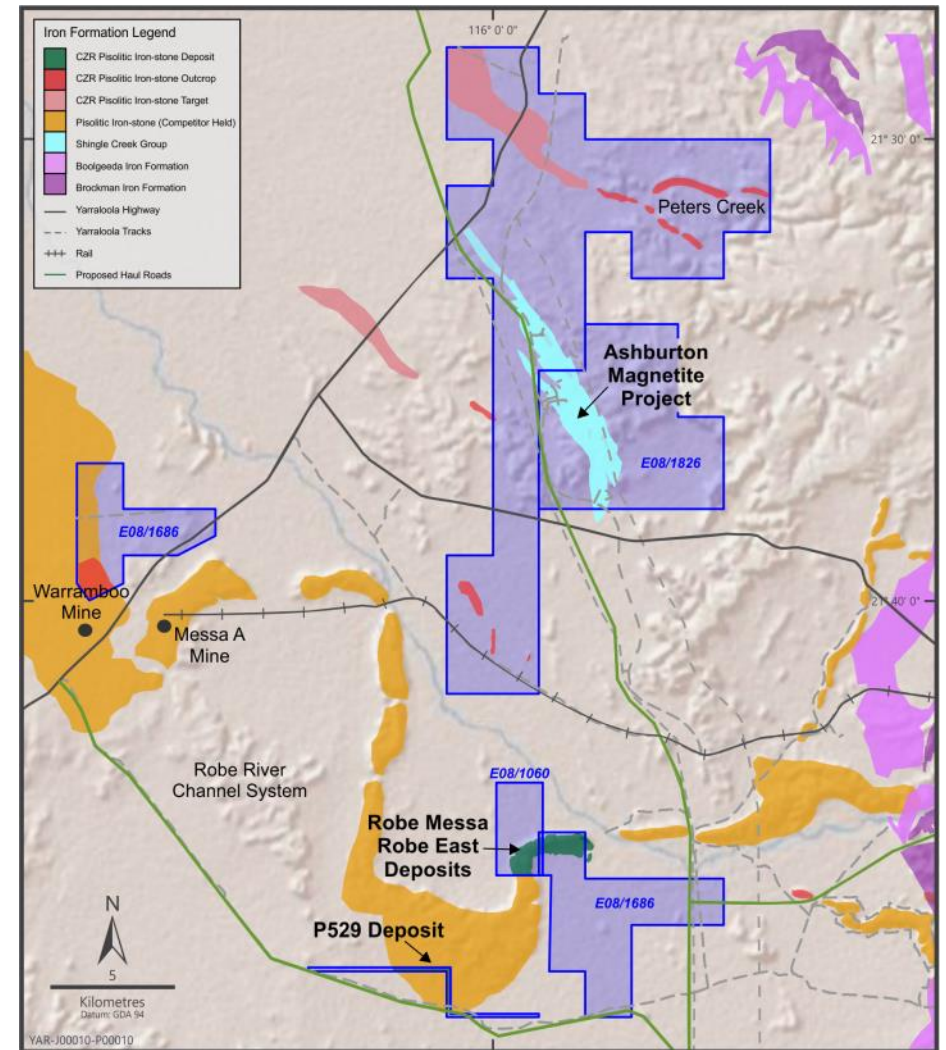 Iron Formation Legend
CZR Pisolitic Iron-stone Deposit
CZR Pisolitic Iron-stone Outcrop
CZR Pisolitic Iron-stone Target
Pisolitic Iron-stone (Competitor Held)
Shingle Creek Group
Boolgeeda Iron Formation
Brockman Iron Formation
Yarraloola Highway
Yarraloola Tracks
Rail
Proposed Haul Roads
116° 0' 0"
21° 30' 0"
Peters Creek
Ashburton
Magnetite
Project
E08/1826
E08/1686
Warramboo
Mine
Messa A
Mine
21° 40' 0"
Robe River
Channel System
E08/1060
Robe Messa
Robe East
Deposits
E08/1686
P529 Deposit
N
5
Kilometres
Datum: GDA 94
YAR-J00010-P00010